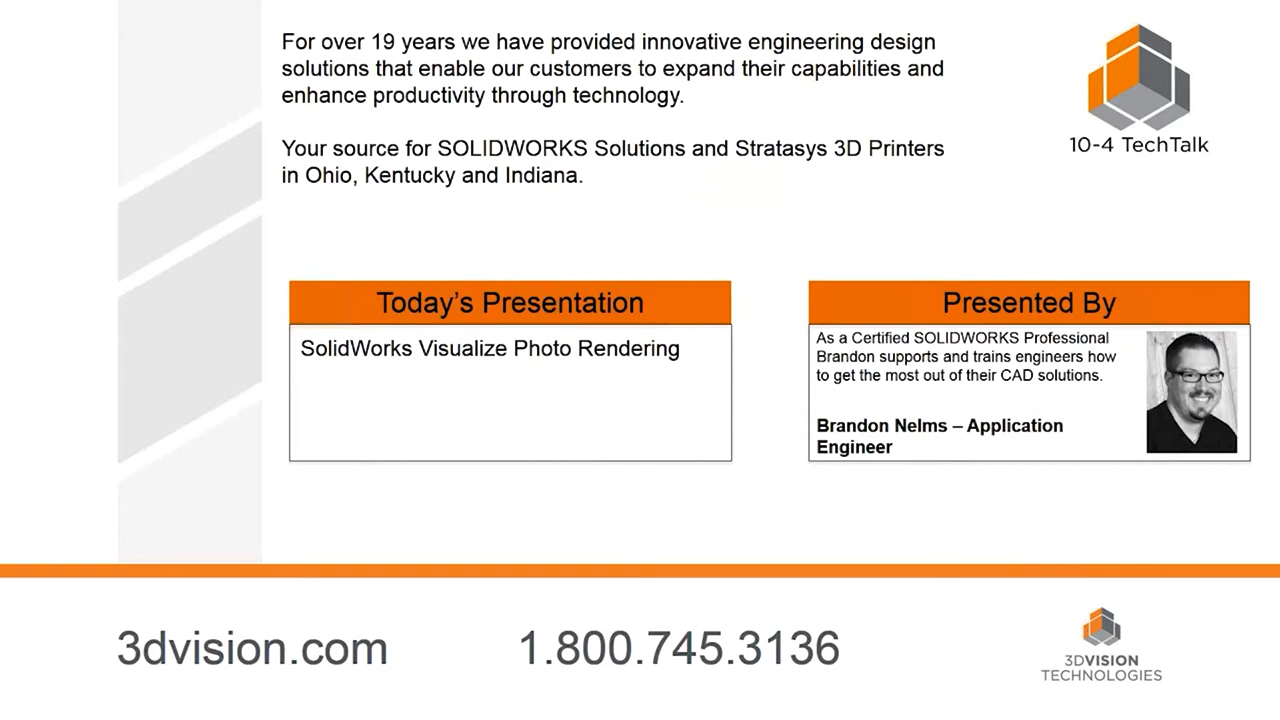 For over 19 years we have provided innovative engineering design
solutions that enable our customers to expand their capabilities and
enhance productivity through technology.
Your source for SOLIDWORKS Solutions and Stratasys 3D Printers
in Ohio, Kentucky and Indiana.
10-4 TechTalk
Today’s Presentation
SolidWorks Visualize Photo Rendering
Presented By
As a Certified SOLIDWORKS Professional
Brandon supports and trains engineers how
to get the most out of their CAD solutions.
Brandon Nelms – Application
Engineer
3dvision.com
1.800.745.3136
3DVISION
TECHNOLOGIES